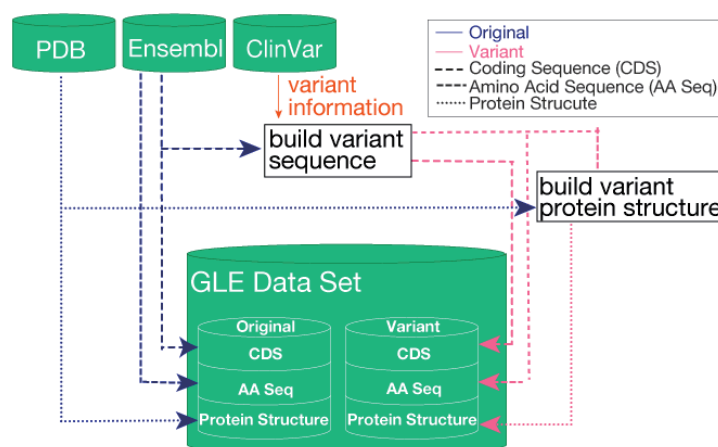 PDB
Ensembl
ClinVar
Original
Variant
Coding Sequence (CDS)
Amino Acid Sequence (AA Seq)
Protein Strucute
variant
information
build variant
sequence
build variant
protein structure
GLE Data Set
Original
CDS
AA Seq
Protein Structure
Variant
CDS
AA Seq
Protein Structure